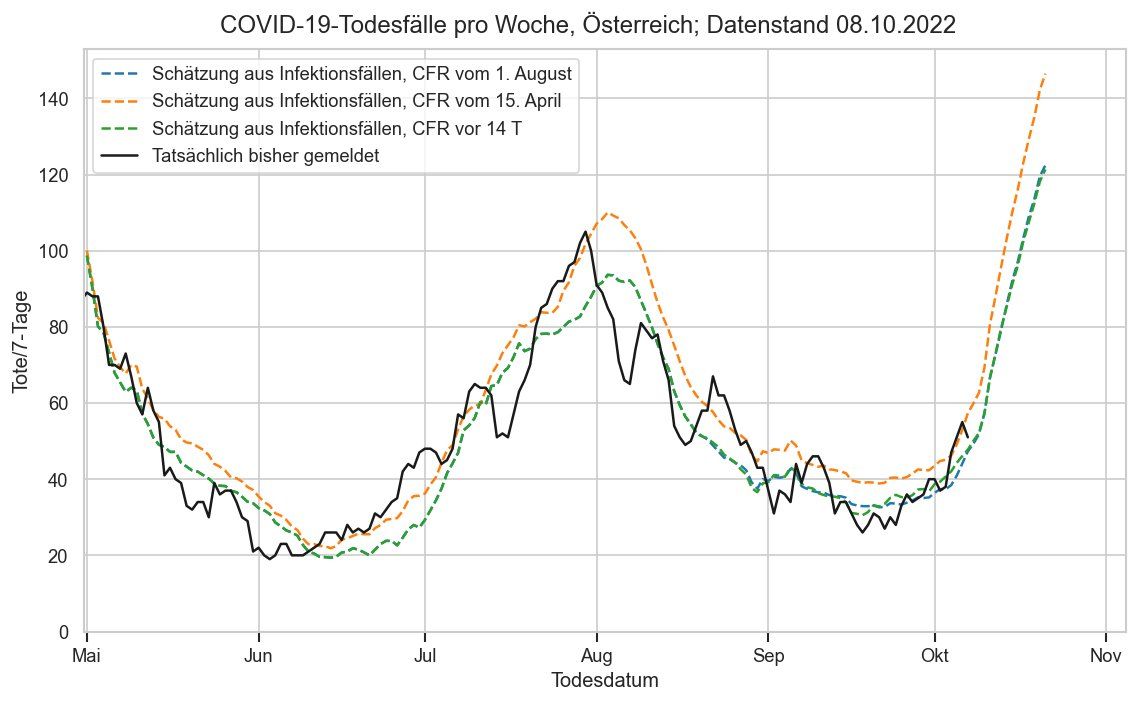 COVID-19-Todesfälle pro Woche, Österreich; Datenstand 08.10.2022
Schätzung aus Infektionsfällen, CFR vom 1. August
Schätzung aus Infektionsfällen, CFR vom 15. April
Schätzung aus Infektionsfällen, CFR vor 14 T
Tatsächlich bisher gemeldet
Tote/7-Tage
140
120
100
80
60
40
20
0
Mai Jun Jul Aug Sep Okt Nov
Todesdatum